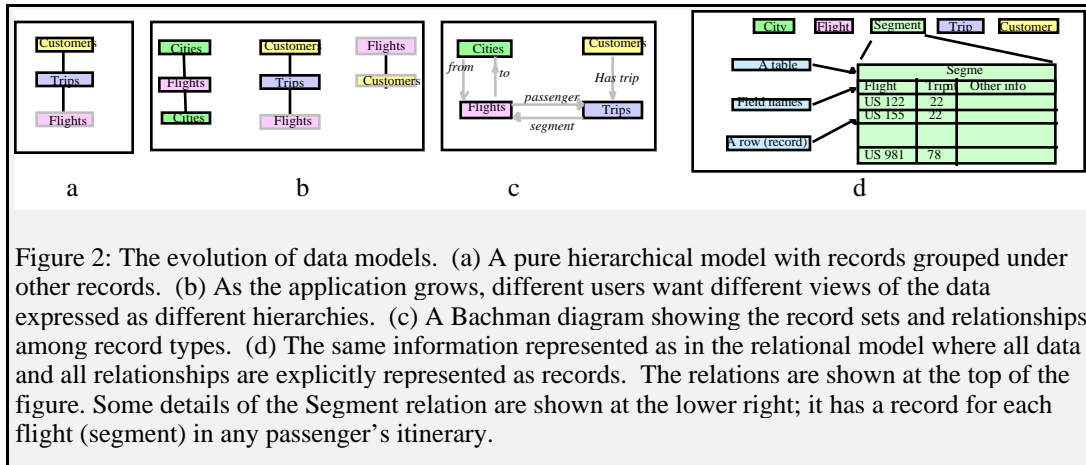 Customers
Trips
Flights
a
Cities
Flights
Cities
Customers
Trips
Flights
Flights
Customers
b
Cities
Customers
from
to
Has trip
Flights
passenger
Trips
segment
c
City Flight Segment Trip Customer
A table
Segme
Flight Tripnt Other info
Field names
US 122 22
US 155 22
A row (record)
US 981 78
d
Figure 2: The evolution of data models. (a) A pure hierarchical model with records grouped under
other records. (b) As the application grows, different users want different views of the data
expressed as different hierarchies. (c) A Bachman diagram showing the record sets and relationships
among record types. (d) The same information represented as in the relational model where all data
and all relationships are explicitly represented as records. The relations are shown at the top of the
figure. Some details of the Segment relation are shown at the lower right; it has a record for each
flight (segment) in any passenger's itinerary.